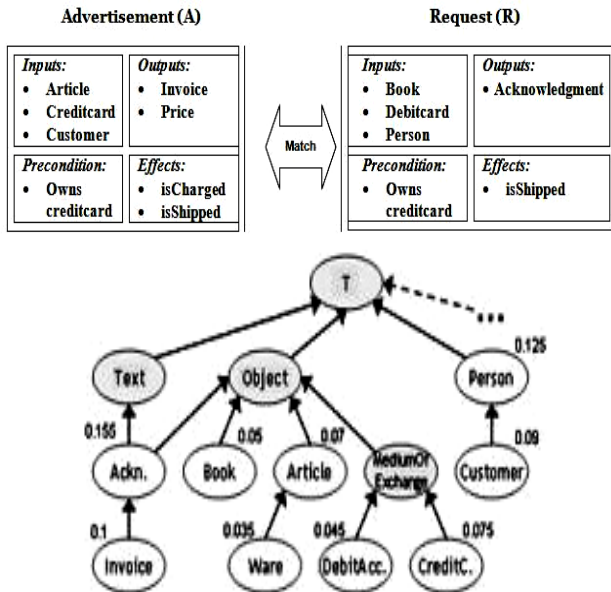 Advertisement (A)
Request (R)
Inputs:
• Article
• Creditcard
• Customer
Outputs:
• Invoice
• Price
Precondition:
• Owns
creditcard
Effects:
• isCharged
• isShipped
Match
Inputs:
• Book
• Debitcard
• Person
Outputs:
• Acknowledgment
Precondition:
• Owns
creditcard
Effects:
• isShipped
T
...
0.125
Text
Object
Person
0.155
0.05
0.07
0.09
Ackn.
Book
Article
MediumOf
Exchange
Customer
0.1
0.035
0.045
0.075
Invoice
Ware
DebitAcc.
CreditC.